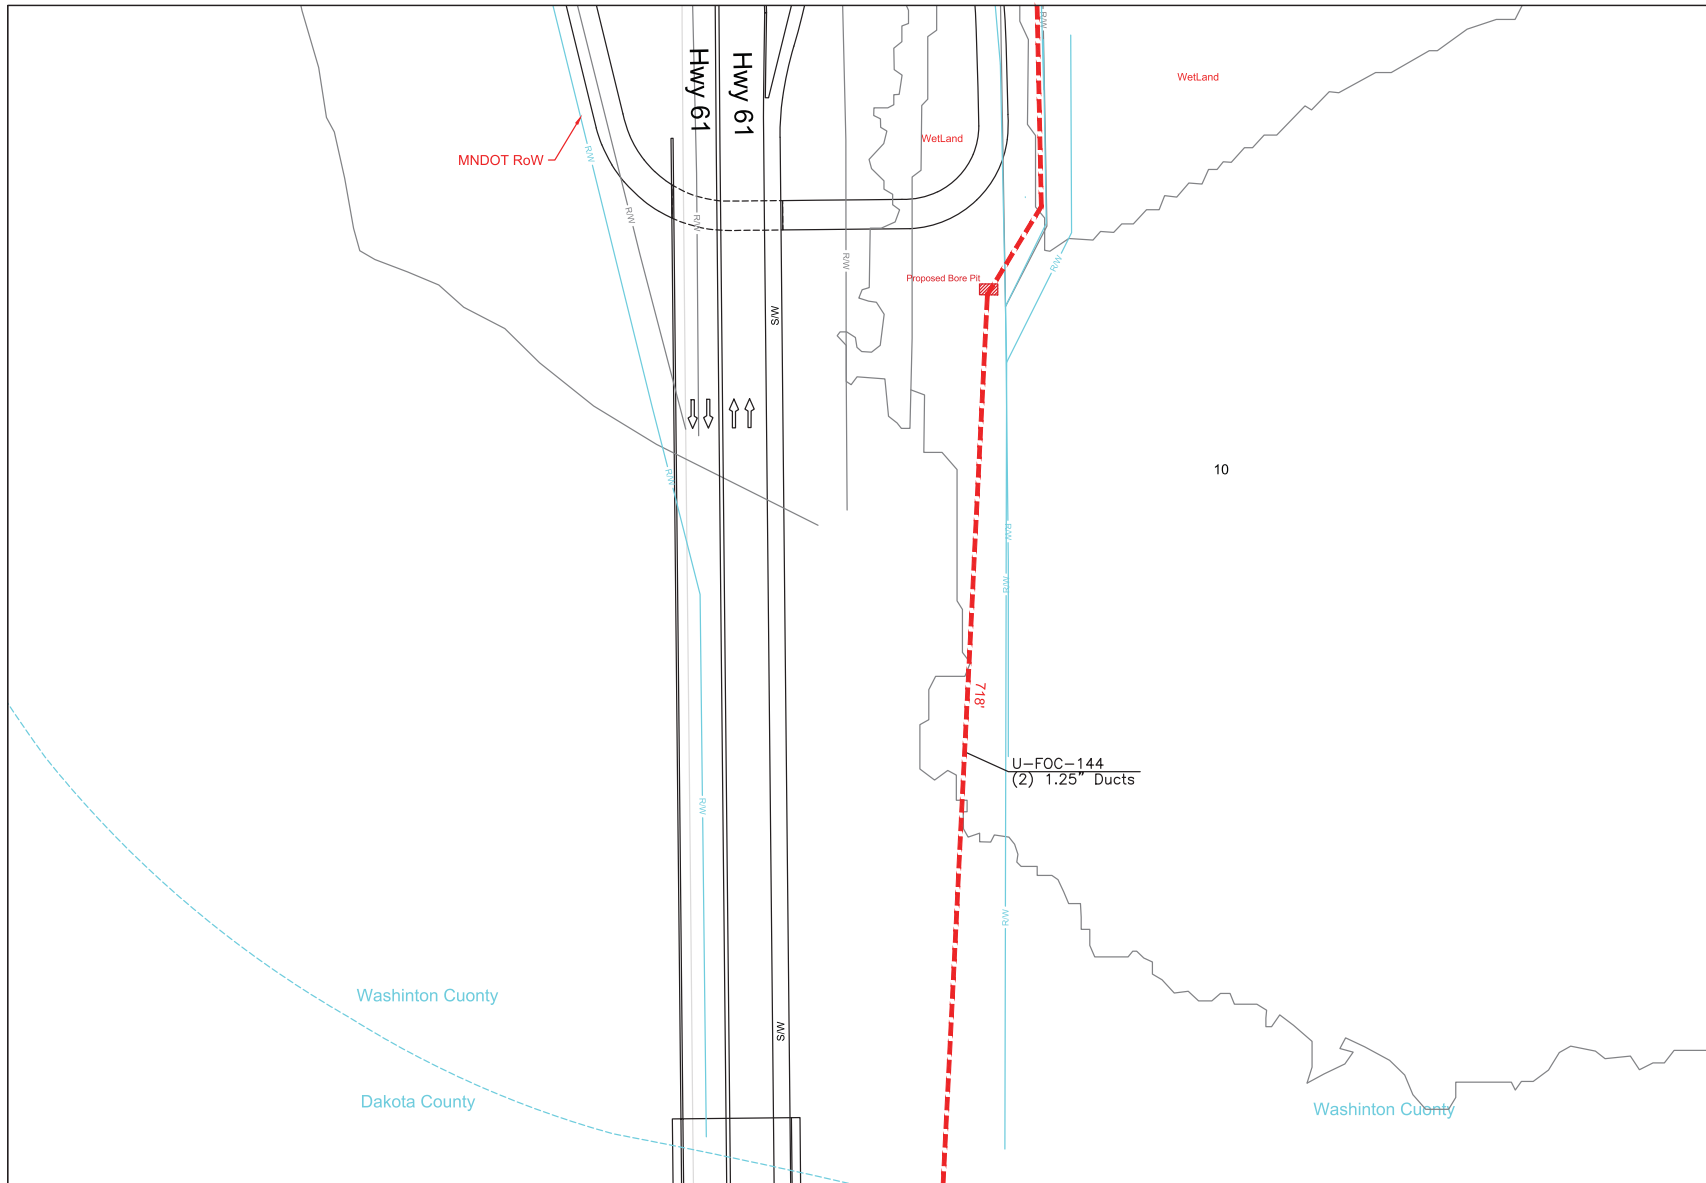 R/W
Hwy 61
Hwy 61
WetLand
WetLand
MNDOT RoW
R/W
R/W
R/W
R/W
R/W
Proposed Bore Pit
S/W
10
R/W
R/W
R/W
718'
U-FOC-144
(2) 1.25" Ducts
R/W
R/W
Washinton Cuonty
S/W
Dakota County
Washinton Cuonty